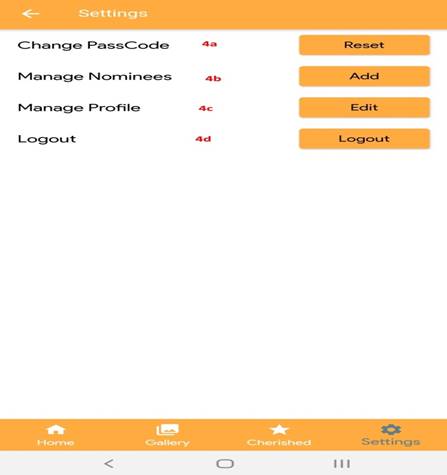 Settings
Change PassCode 4a Reset
Manage Nominees 4b Add
Manage Profile 4c Edit
Logout 4d Logout
Home Gallery Cherished Settings